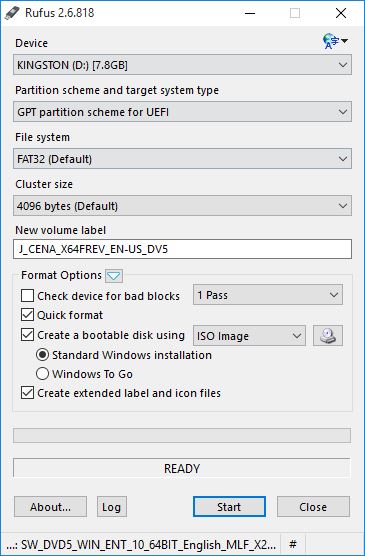 Rufus 2.6.818
Device
KINGSTON (D:) [7.8GB]
Partition scheme and target system type
GPT partition scheme for UEFI
File system
FAT32 (Default)
Cluster size
4096 bytes (Default)
New volume label
J_CENA_X64FREV_EN-US_DV5
Format Options
Check device for bad blocks 1 Pass
Quick format
Create a bootable disk using ISO Image
Standard Windows installation
Windows To Go
Create extended label and icon files
READY
About... Log Start Close
...: SW_DVD5_WIN_ENT_10_64BIT_English_MLF_X2... #